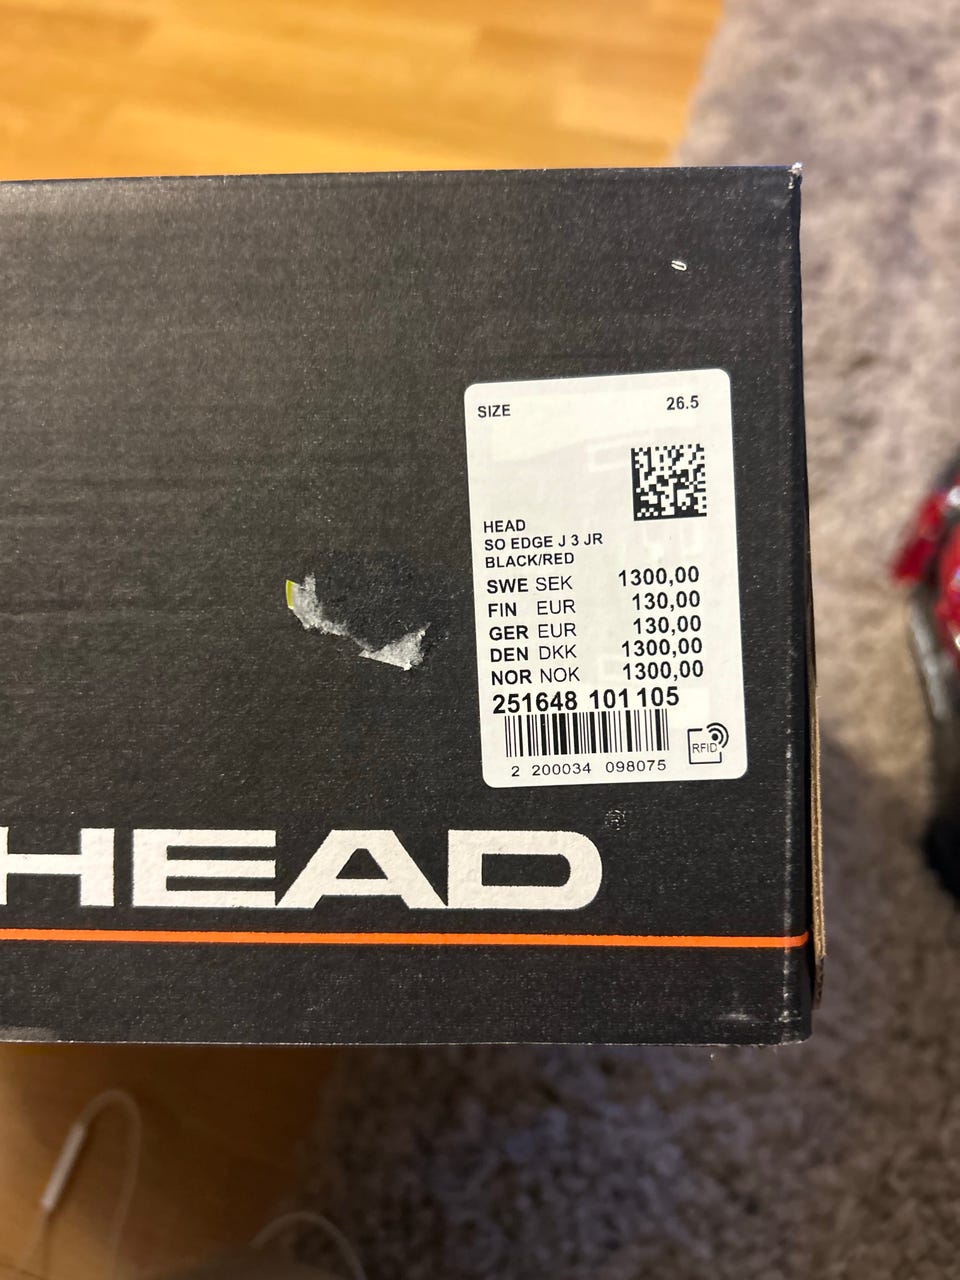 SIZE 26.5
HEAD
SO EDGE J 3 JR
BLACK/RED
SWE SEK 1300,00
FIN EUR 130,00
GER EUR 130,00
DEN DKK 1300,00
NOR NOK 1300,00
251648 101 105
2 200034 098075
RFID
HEAD®